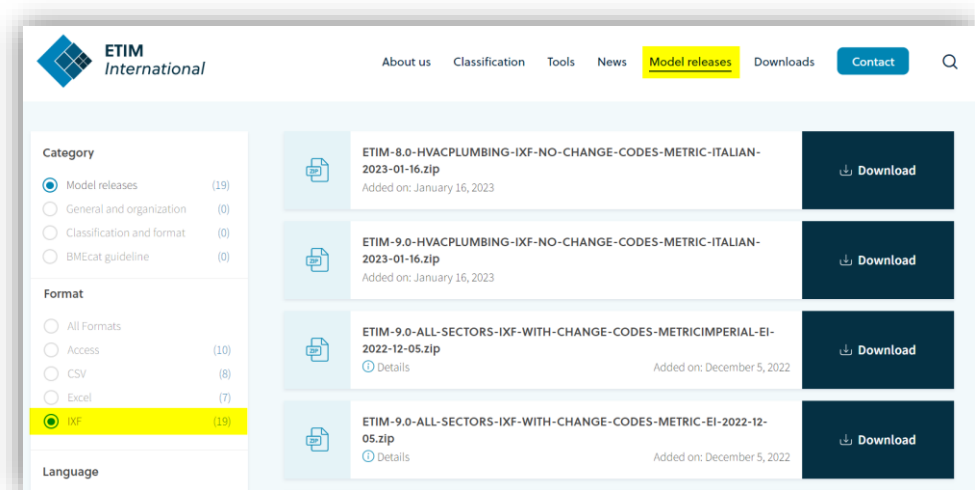 ETIM
International
About us Classification Tools News Model releases Downloads Contact
Category
Model releases (19)
General and organization (0)
Classification and format (0)
BMEcat guideline (0)
Format
All Formats
Access (10)
CSV (8)
Excel (7)
IXF (19)
Language
ZIP
ETIM-8.0-HVACPLUMBING-IXF-NO-CHANGE-CODES-METRIC-ITALIAN-
2023-01-16.zip
Added on: January 16, 2023
Download
ZIP
ETIM-9.0-HVACPLUMBING-IXF-NO-CHANGE-CODES-METRIC-ITALIAN-
2023-01-16.zip
Added on: January 16, 2023
Download
ZIP
ETIM-9.0-ALL-SECTORS-IXF-WITH-CHANGE-CODES-METRICIMPERIAL-EI-
2022-12-05.zip
Details Added on: December 5, 2022
Download
ZIP
ETIM-9.0-ALL-SECTORS-IXF-WITH-CHANGE-CODES-METRIC-EI-2022-12-
05.zip
Details Added on: December 5, 2022
Download